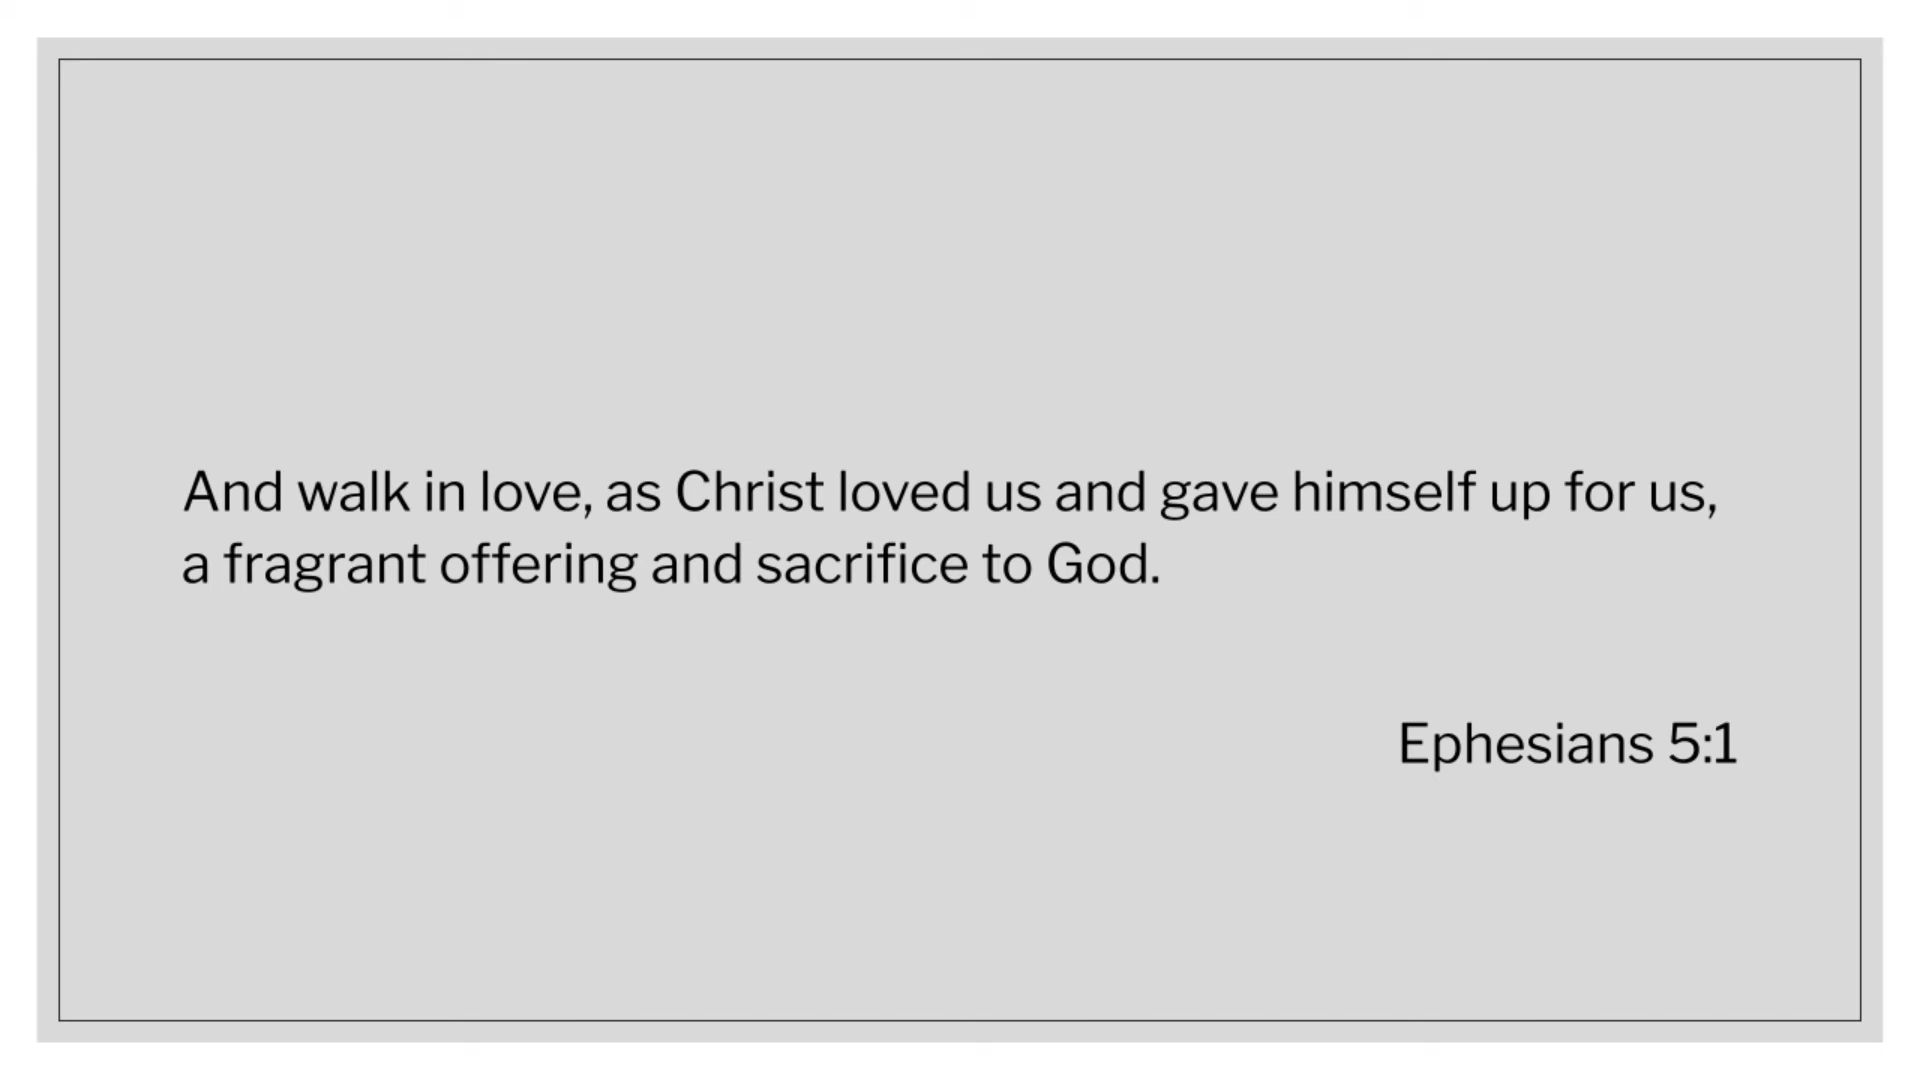 And walk in love, as Christ loved us and gave himself up for us,
a fragrant offering and sacrifice to God.
Ephesians 5:1